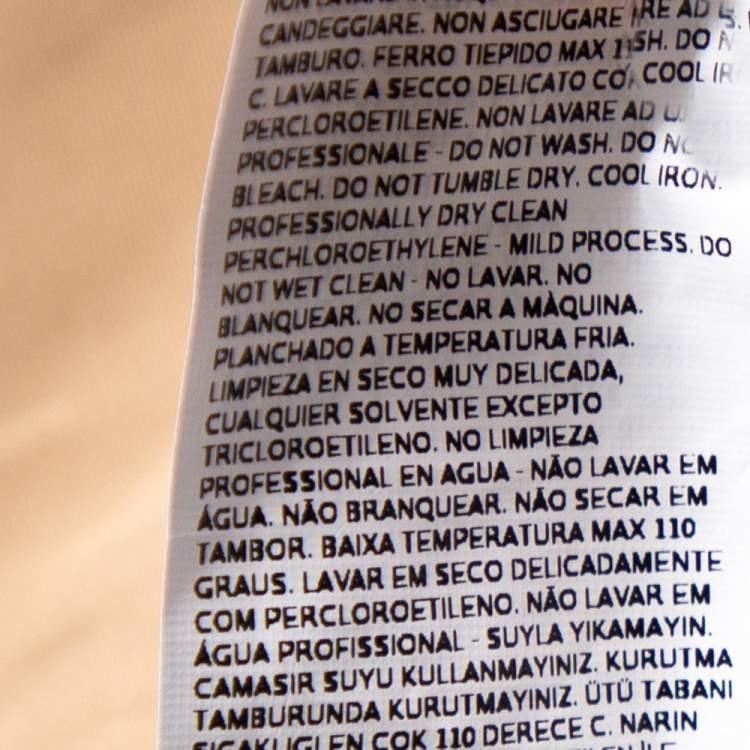 CANDEGGIARE. NON ASCIUGARE
TAMBURO. FERRO TIEPIDO MAX
C. LAVARE A SECCO DELICATO COOL
PERCLOROETILENE. NON LAVARE AD
PROFESSIONALE - DO NOT WASH. DO
BLEACH. DO NOT TUMBLE DRY. COOL IRON.
PROFESSIONALLY DRY CLEAN
PERCHLOROETHYLENE - MILD PROCESS. DO
NOT WET CLEAN - NO LAVAR. NO
BLANQUEAR. NO SECAR A MÀQUINA.
PLANCHADO A TEMPERATURA FRIA.
LIMPIEZA EN SECO MUY DELICADA,
CUALQUIER SOLVENTE EXCEPTO
TRICLOROETILENO. NO LIMPIEZA
PROFESSIONAL EN AGUA - NÃO LAVAR EM
ÁGUA. NÃO BRANQUEAR. NÃO SECAR EM
TAMBOR. BAIXA TEMPERATURA MAX 110
GRAUS. LAVAR EM SECO DELICADAMENTE
COM PERCLOROETILENO. NÃO LAVAR EM
ÁGUA PROFISSIONAL - SUYLA YIKAMAYIN.
CAMASIR SUYU KULLANMAYINIZ. KURUTMA
TAMBURUNDA KURUTMAYINIZ. ÜTÜ TABANI
SICAKLIGI EN COK 110 DERECE C. NARIN